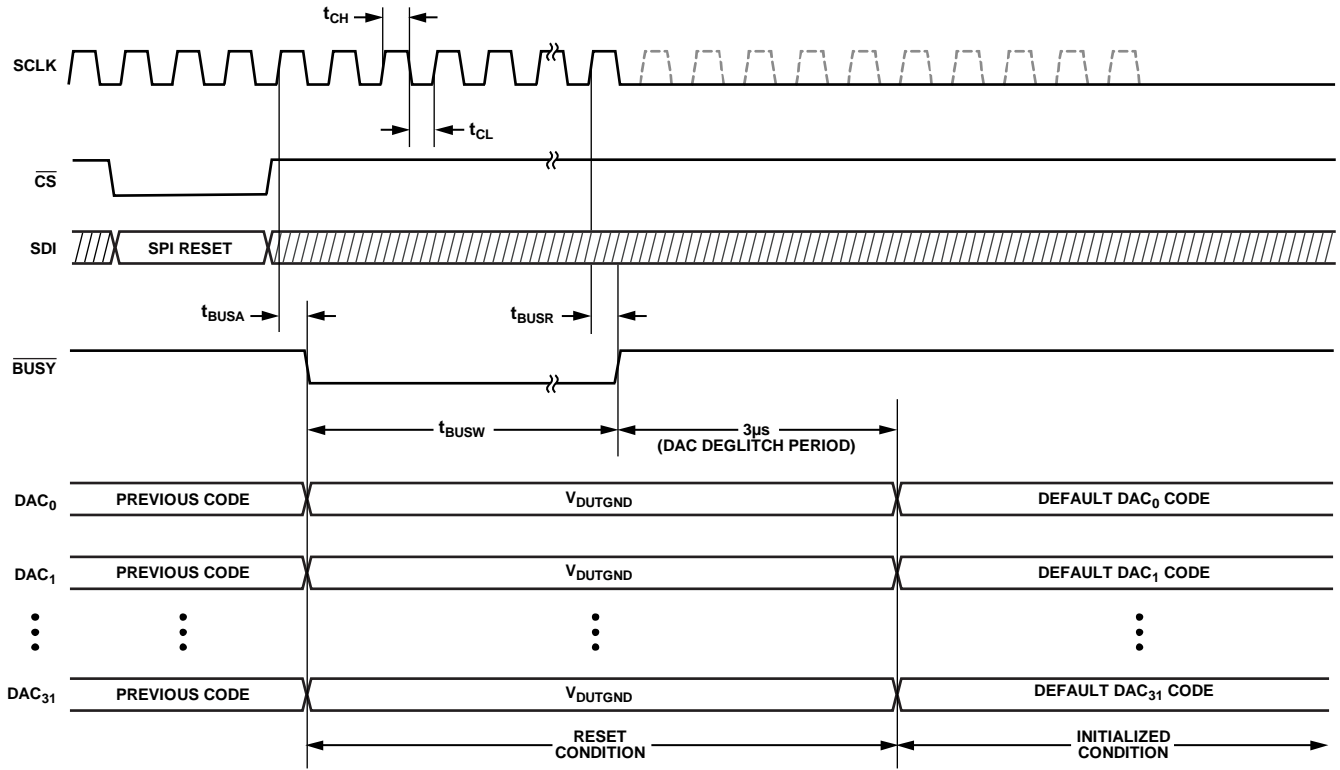 tCH
SCLK
tCL
CS
SDI
SPI RESET
tBUSA
tBUSR
BUSY
tBUSW
3µs
(DAC DEGLITCH PERIOD)
DAC0
PREVIOUS CODE
VDUTGND
DEFAULT DAC0 CODE
DAC1
PREVIOUS CODE
VDUTGND
DEFAULT DAC1 CODE
DAC31
PREVIOUS CODE
VDUTGND
DEFAULT DAC31 CODE
RESET
CONDITION
INITIALIZED
CONDITION